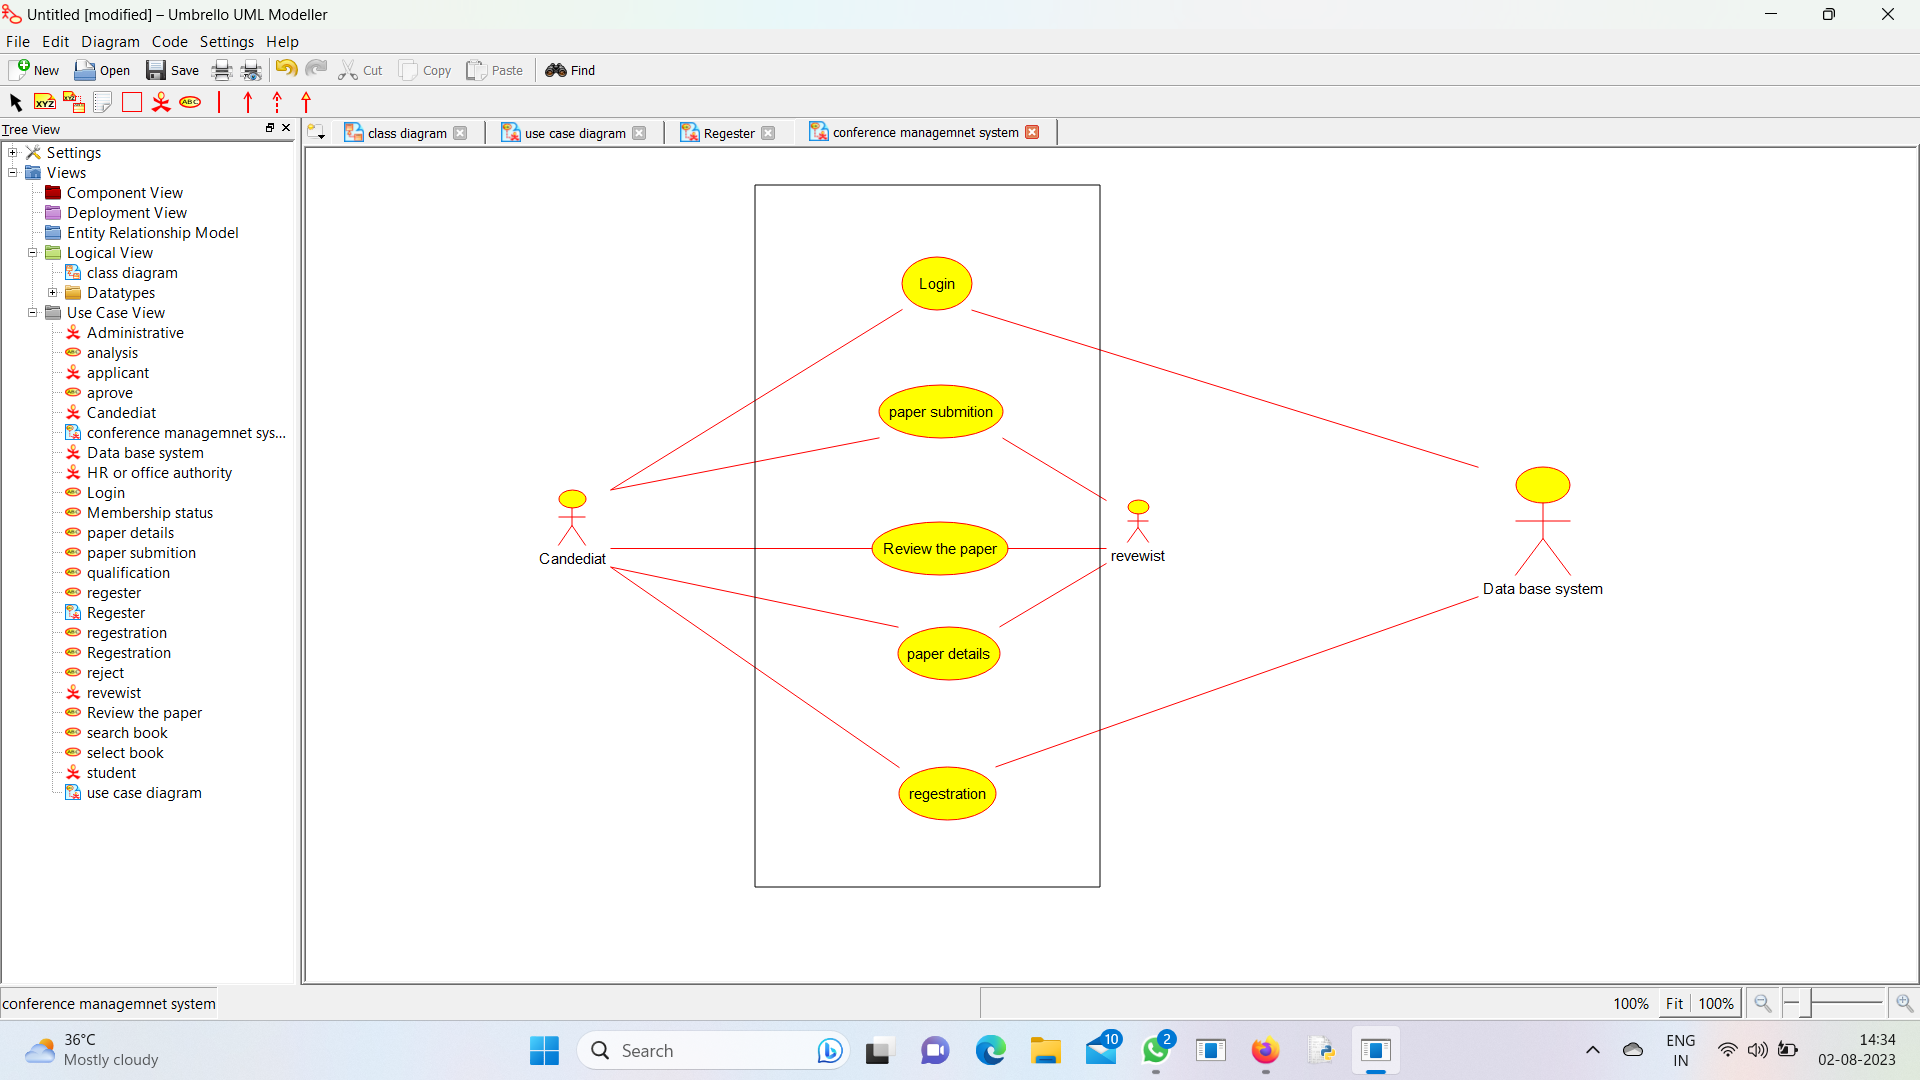 Untitled [modified] – Umbrello UML Modeller
File Edit Diagram Code Settings Help
New Open Save Cut Copy Paste Find
XYZ XYZ ABC
Tree View
class diagram use case diagram Regester conference managemnet system
Settings
Views
Component View
Deployment View
Entity Relationship Model
Logical View
class diagram
Datatypes
Use Case View
Administrative
analysis
applicant
aprove
Candediat
conference managemnet sys...
Data base system
HR or office authority
Login
Membership status
paper details
paper submition
qualification
regester
Regester
regestration
Regestration
reject
revewist
Review the paper
search book
select book
student
use case diagram
Login
paper submition
Review the paper
Candediat
revewist
Data base system
paper details
regestration
conference managemnet system
100% Fit 100%
36°C
Mostly cloudy
Search
10
2
ENG
IN
14:34
02-08-2023